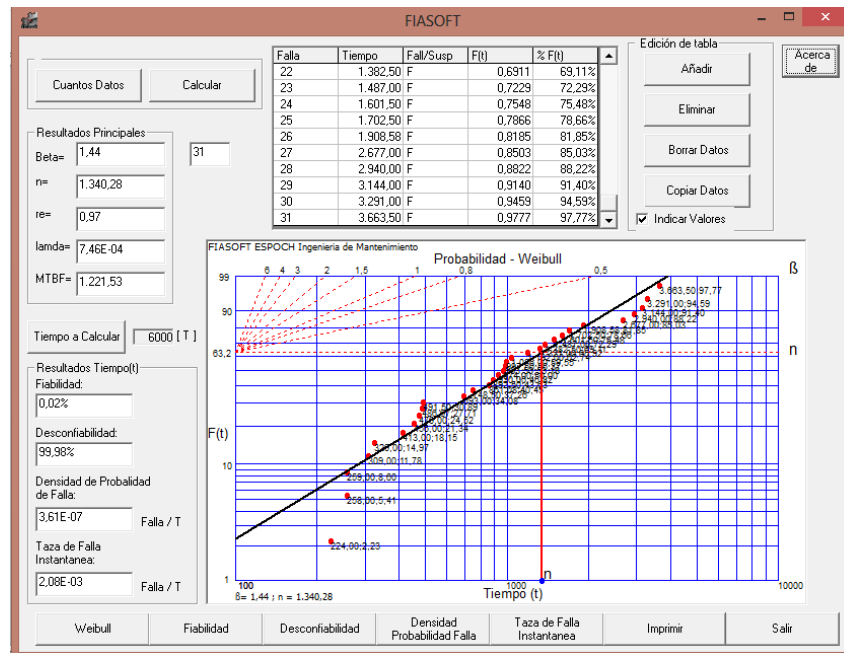 FIASOFT
Cuantos Datos
Calcular
Falla Tiempo Fall/Susp F(t) % F(t)
22 1.382,50 F 0,6911 69,11%
23 1.487,00 F 0,7229 72,29%
24 1.601,50 F 0,7548 75,48%
25 1.702,50 F 0,7866 78,66%
26 1.908,58 F 0,8185 81,85%
27 2.677,00 F 0,8503 85,03%
28 2.940,00 F 0,8822 88,22%
29 3.144,00 F 0,9140 91,40%
30 3.291,00 F 0,9459 94,59%
31 3.663,50 F 0,9777 97,77%
Edición de tabla
Añadir
Eliminar
Borrar Datos
Copiar Datos
Indicar Valores
Acerca de
Resultados Principales
Beta= 1,44
31
n= 1.340,28
re= 0,97
lamda= 7,46E-04
MTBF= 1.221,53
Tiempo a Calcular
6000 [ T ]
Resultados Tiempo(t)
Fiabilidad:
0,02%
Desconfiabilidad:
99,98%
Densidad de Probalidad
de Falla:
3,61E-07 Falla / T
Taza de Falla
Instantanea:
2,08E-03 Falla / T
FIASOFT ESPOCH Ingenieria de Mantenimiento
Probabilidad - Weibull
6 4 3 2 1,5 1 0,8 0,5
ß
99
90
63,2
n
F(t)
10
1
3.663,50;97,77
3.291,00;94,59
3.144,00;91,40
413,00;18,15
329,00;14,97
309,00;11,78
259,00;8,60
258,00;5,41
224,00;2,23
n
100
1000
10000
Tiempo (t)
ß= 1,44 ; n = 1.340,28
Weibull
Fiabilidad
Desconfiabilidad
Densidad
Probabilidad Falla
Taza de Falla
Instantanea
Imprimir
Salir